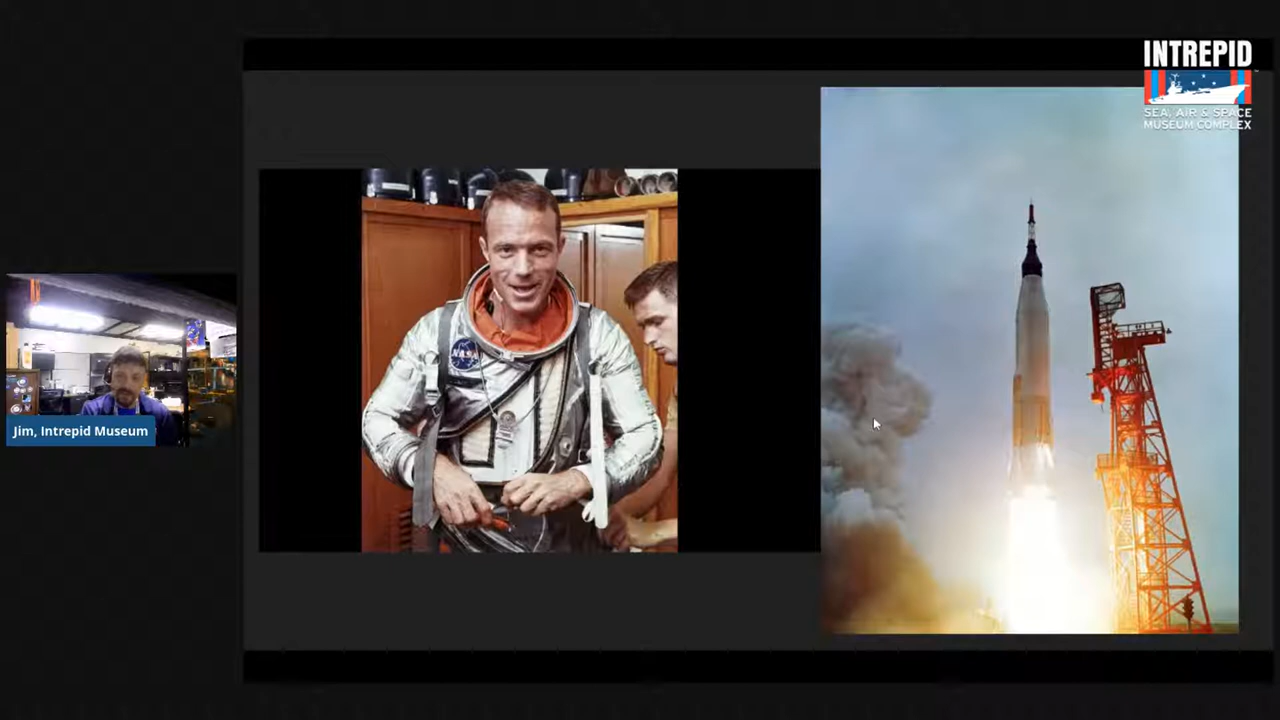 INTREPID
SEA, AIR & SPACE
MUSEUM COMPLEX
NASA
Jim, Intrepid Museum